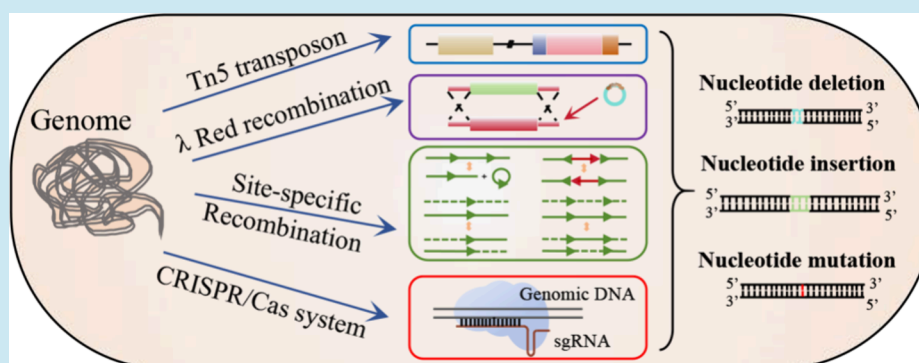 Genome
Tn5 transposon
λ Red recombination
Site-specific
Recombination
CRISPR/Cas system
+
Genomic DNA
sgRNA
Nucleotide deletion
5’ 3’
3’ 5’
Nucleotide insertion
5’ 3’
3’ 5’
Nucleotide mutation
5’ 3’
3’ 5’